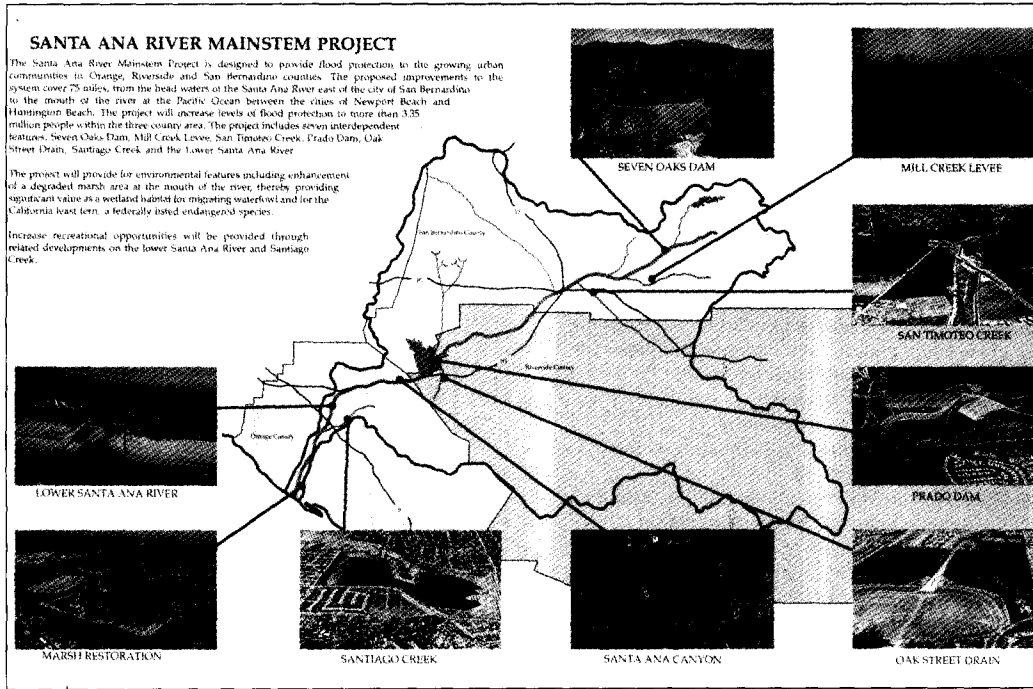 SANTA ANA RIVER MAINSTEM PROJECT
The Santa Ana River Mainstem Project is designed to provide flood protection to the growing urban
communities in Orange, Riverside and San Bernardino counties. The proposed improvements to the
system cover 75 miles, from the head waters of the Santa Ana River east of the city of San Bernardino
to the mouth of the river at the Pacific Ocean between the cities of Newport Beach and
Huntington Beach. The project will increase levels of flood protection to more than 3.35
million people within the three county area. The project includes seven interdependent
features, Seven Oaks Dam, Mill Creek Levee, San Timoteo Creek, Prado Dam, Oak
Street Drain, Santiago Creek and the Lower Santa Ana River
The project will provide for environmental features including enhancement
of a degraded marsh area at the mouth of the river, thereby providing
significant value as a wetland habitat for migrating waterfowl and for the
California least tern, a federally listed endangered species.
Increase recreational opportunities will be provided through
related developments on the lower Santa Ana River and Santiago
Creek.
SEVEN OAKS DAM
MILL CREEK LEVEE
San Bernardino County
SAN TIMOTEO CREEK
Riverside County
Orange County
LOWER SANTA ANA RIVER
PRADO DAM
MARSH RESTORATION
SANTIAGO CREEK
SANTA ANA CANYON
OAK STREET DRAIN